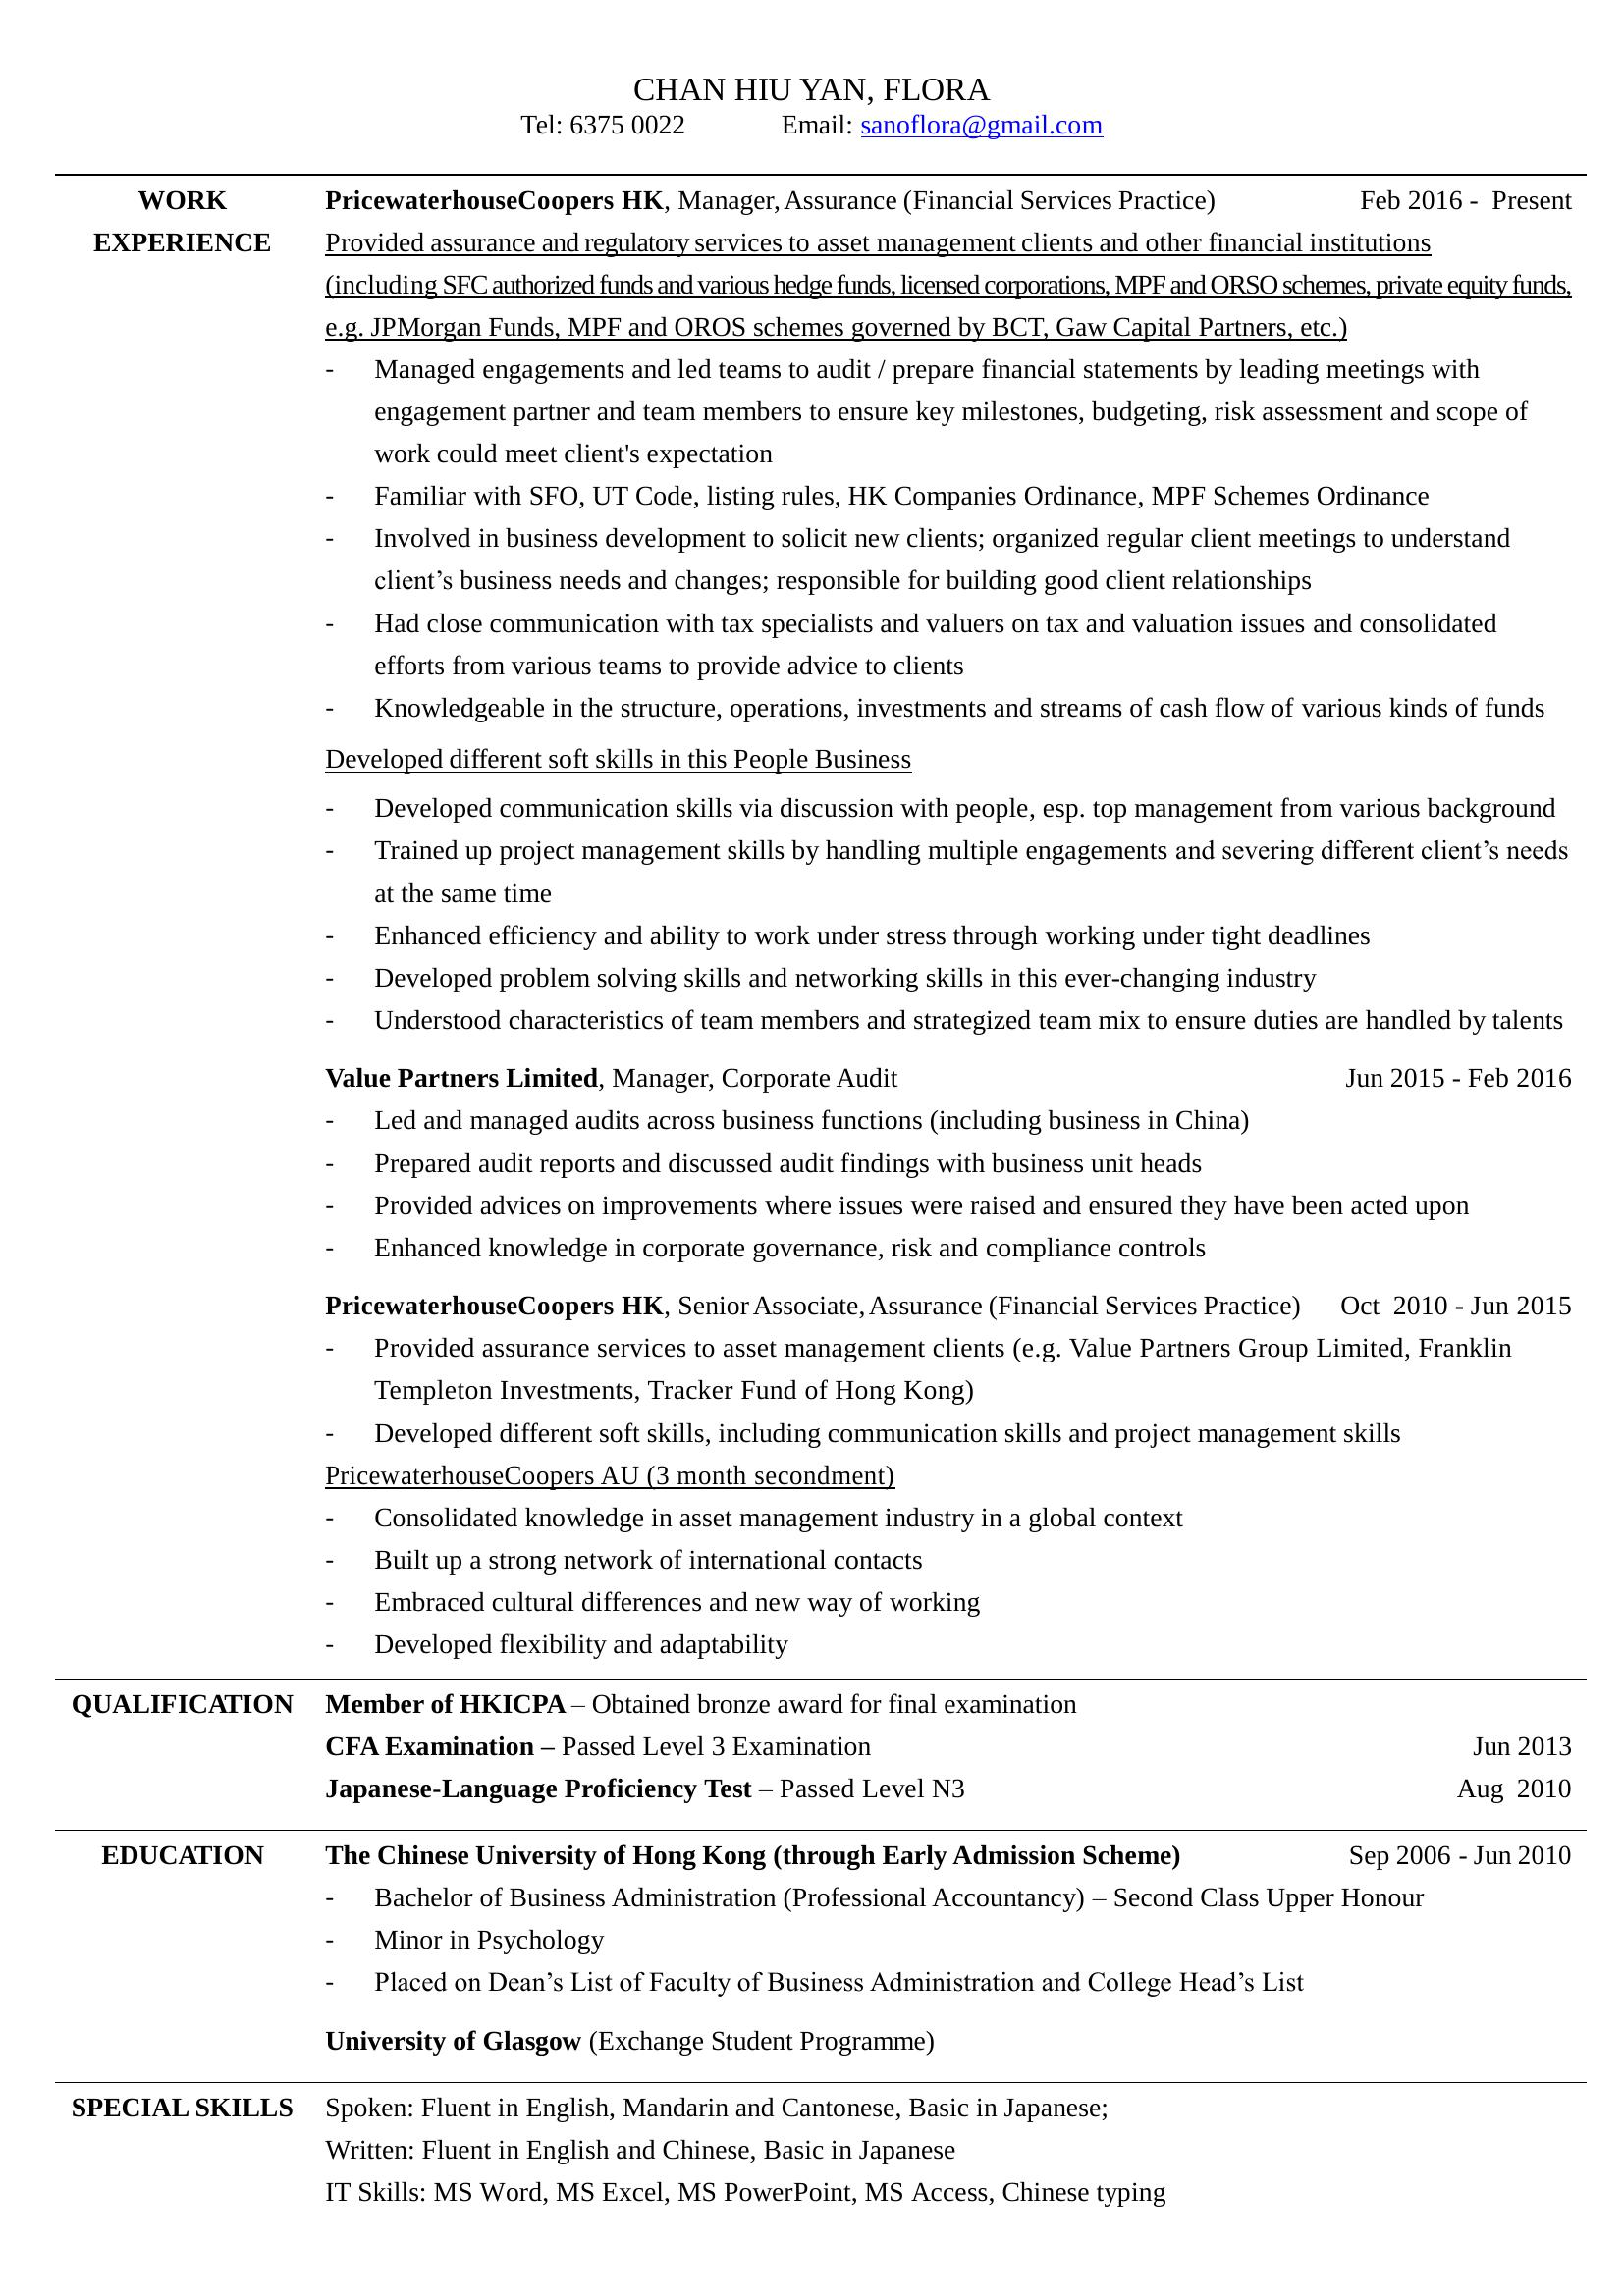 CHAN HIU YAN, FLORA
Tel: 6375 0022 Email: sanoflora@gmail.com
WORK EXPERIENCE
PricewaterhouseCoopers HK, Manager, Assurance (Financial Services Practice) Feb 2016 - Present
Provided assurance and regulatory services to asset management clients and other financial institutions
(including SFC authorized funds and various hedge funds, licensed corporations, MPF and ORSO schemes, private equity funds,
e.g. JPMorgan Funds, MPF and OROS schemes governed by BCT, Gaw Capital Partners, etc.)
- Managed engagements and led teams to audit / prepare financial statements by leading meetings with
engagement partner and team members to ensure key milestones, budgeting, risk assessment and scope of
work could meet client's expectation
- Familiar with SFO, UT Code, listing rules, HK Companies Ordinance, MPF Schemes Ordinance
- Involved in business development to solicit new clients; organized regular client meetings to understand
client’s business needs and changes; responsible for building good client relationships
- Had close communication with tax specialists and valuers on tax and valuation issues and consolidated
efforts from various teams to provide advice to clients
- Knowledgeable in the structure, operations, investments and streams of cash flow of various kinds of funds
Developed different soft skills in this People Business
- Developed communication skills via discussion with people, esp. top management from various background
- Trained up project management skills by handling multiple engagements and severing different client’s needs
at the same time
- Enhanced efficiency and ability to work under stress through working under tight deadlines
- Developed problem solving skills and networking skills in this ever-changing industry
- Understood characteristics of team members and strategized team mix to ensure duties are handled by talents
Value Partners Limited, Manager, Corporate Audit Jun 2015 - Feb 2016
- Led and managed audits across business functions (including business in China)
- Prepared audit reports and discussed audit findings with business unit heads
- Provided advices on improvements where issues were raised and ensured they have been acted upon
- Enhanced knowledge in corporate governance, risk and compliance controls
PricewaterhouseCoopers HK, Senior Associate, Assurance (Financial Services Practice) Oct 2010 - Jun 2015
- Provided assurance services to asset management clients (e.g. Value Partners Group Limited, Franklin
Templeton Investments, Tracker Fund of Hong Kong)
- Developed different soft skills, including communication skills and project management skills
PricewaterhouseCoopers AU (3 month secondment)
- Consolidated knowledge in asset management industry in a global context
- Built up a strong network of international contacts
- Embraced cultural differences and new way of working
- Developed flexibility and adaptability
QUALIFICATION
Member of HKICPA – Obtained bronze award for final examination
CFA Examination – Passed Level 3 Examination Jun 2013
Japanese-Language Proficiency Test – Passed Level N3 Aug 2010
EDUCATION
The Chinese University of Hong Kong (through Early Admission Scheme) Sep 2006 - Jun 2010
- Bachelor of Business Administration (Professional Accountancy) – Second Class Upper Honour
- Minor in Psychology
- Placed on Dean’s List of Faculty of Business Administration and College Head’s List
University of Glasgow (Exchange Student Programme)
SPECIAL SKILLS
Spoken: Fluent in English, Mandarin and Cantonese, Basic in Japanese;
Written: Fluent in English and Chinese, Basic in Japanese
IT Skills: MS Word, MS Excel, MS PowerPoint, MS Access, Chinese typing